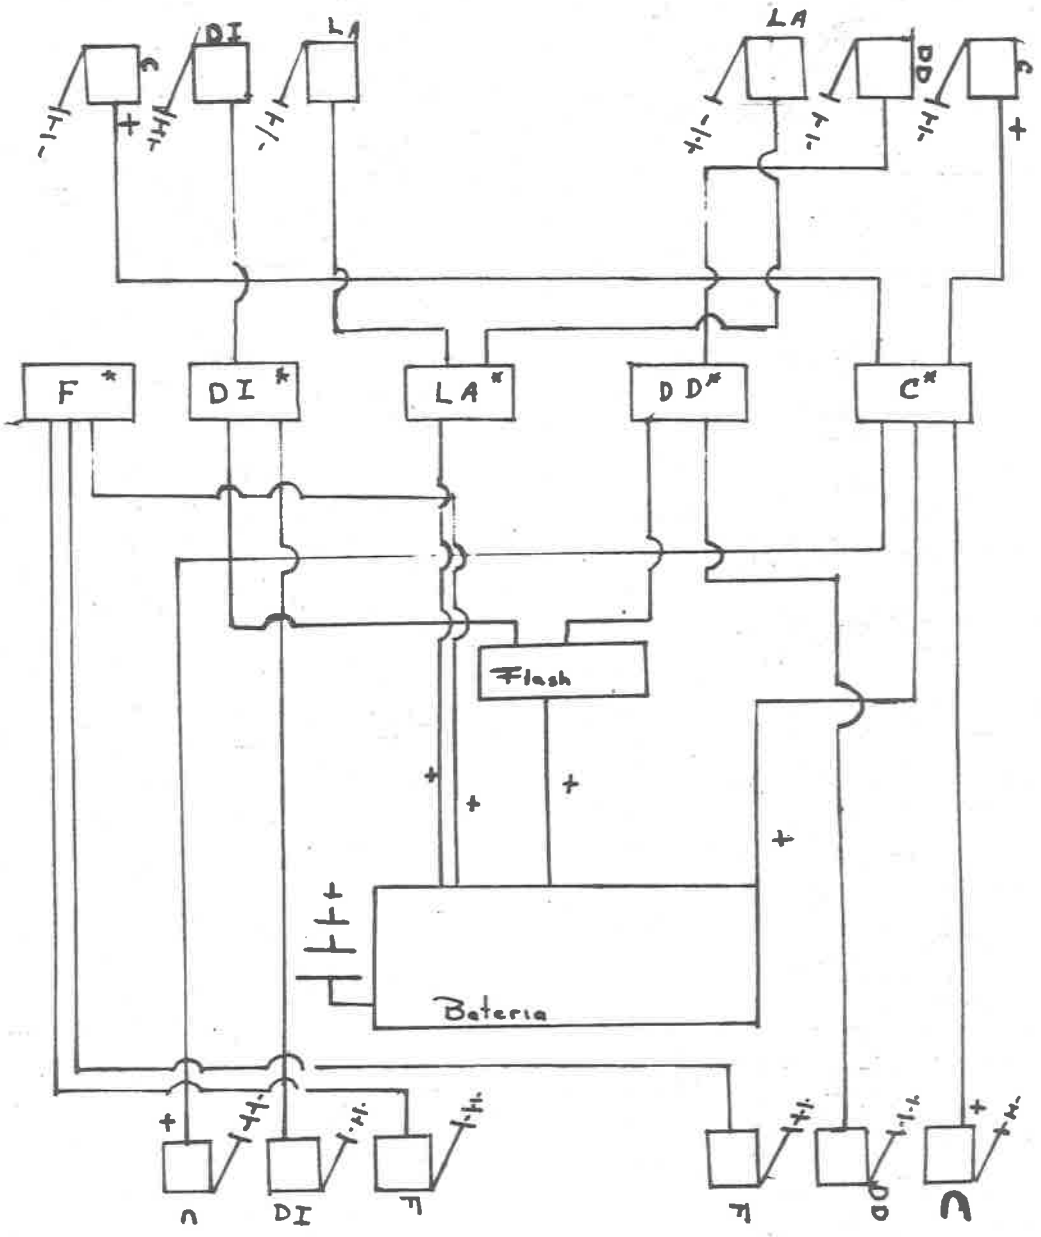 C DI LA LA DD C
+ +
F* DI* LA* DD* C*
Flash
+ + + +
+
Bateria
+ +
C DI F F DD C